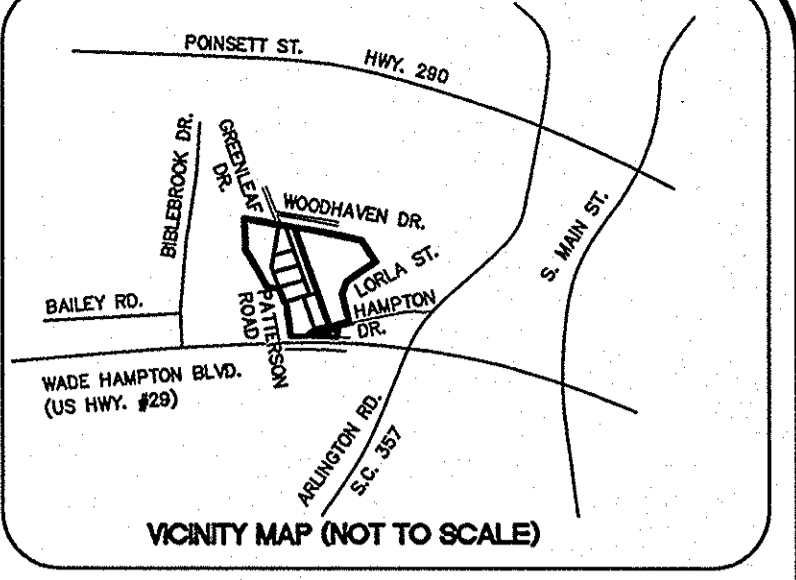 POINSETT ST.
HWY. 290
BIBLEBROOK DR.
GREENLEAF
DR.
WOODHAVEN DR.
S. MAIN ST.
LORLA ST.
BAILEY RD.
PATTERSON
ROAD
HAMPTON
DR.
WADE HAMPTON BLVD.
(US HWY. #29)
ARLINGTON RD.
S.C. 357
VICINITY MAP (NOT TO SCALE)